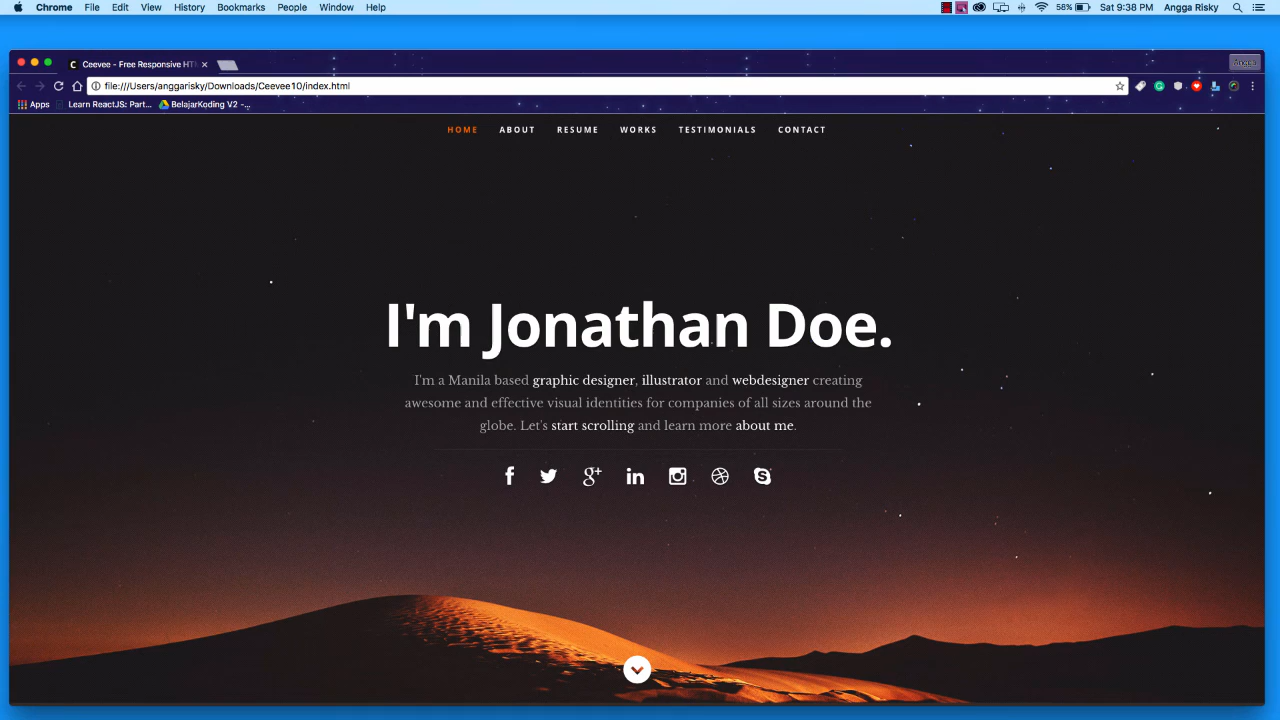 Chrome File Edit View History Bookmarks People Window Help 58% Sat 9:38 PM Angga Risky
Ceevee - Free Responsive HT
file:///Users/anggarisky/Downloads/Ceevee10/index.html
Apps Learn ReactJS: Part... BelajarKoding V2 -...
HOME ABOUT RESUME WORKS TESTIMONIALS CONTACT
I'm Jonathan Doe.
I'm a Manila based graphic designer, illustrator and webdesigner creating
awesome and effective visual identities for companies of all sizes around the
globe. Let's start scrolling and learn more about me.